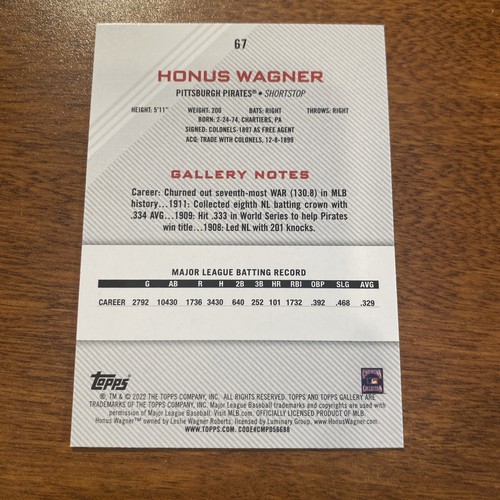 67
HONUS WAGNER
PITTSBURGH PIRATES® • SHORTSTOP
HEIGHT: 5'11" WEIGHT: 200 BATS: RIGHT THROWS: RIGHT
BORN: 2-24-74, CHARTIERS, PA
SIGNED: COLONELS-1897 AS FREE AGENT
ACQ: TRADE WITH COLONELS, 12-8-1899
GALLERY NOTES
Career: Churned out seventh-most WAR (130.8) in MLB
history...1911: Collected eighth NL batting crown with
.334 AVG...1909: Hit .333 in World Series to help Pirates
win title...1908: Led NL with 201 knocks.
MAJOR LEAGUE BATTING RECORD
G AB R H 2B 3B HR RBI OBP SLG AVG
CAREER 2792 10430 1736 3430 640 252 101 1732 .392 .468 .329
TOPPS
®, TM & © 2022 THE TOPPS COMPANY, INC. ALL RIGHTS RESERVED. TOPPS AND TOPPS GALLERY ARE
TRADEMARKS OF THE TOPPS COMPANY, INC. Major League Baseball trademarks and copyrights are used with
permission of Major League Baseball. Visit MLB.com. OFFICIALLY LICENSED PRODUCT OF MLB.
Honus Wagner™ owned by Leslie Wagner Roberts; licensed by Luminary Group, www.HonusWagner.com.
WWW.TOPPS.COM. CODE#CMP056688